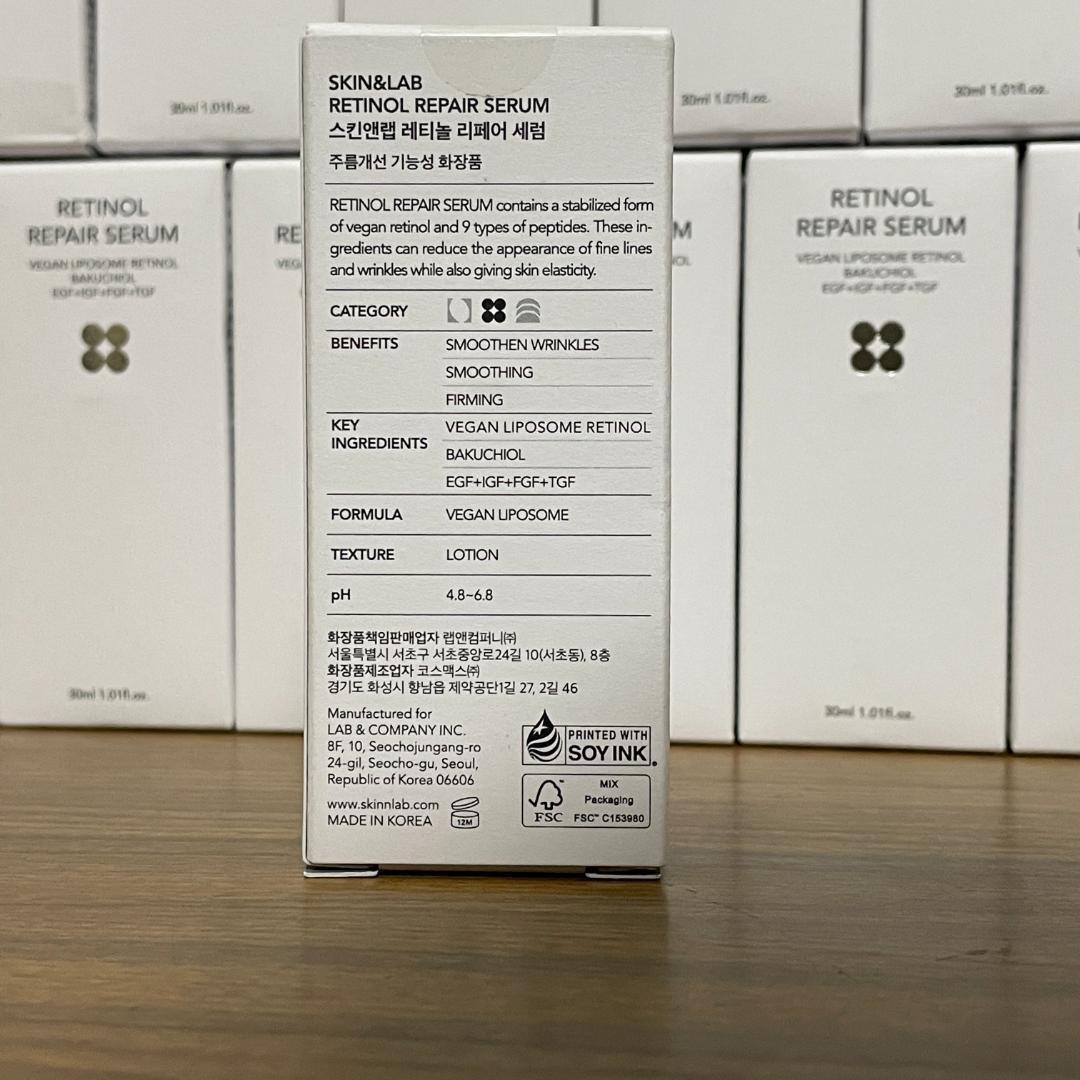 30ml 1.01fl.oz.
30ml 1.01fl.oz.
30ml 1.01fl.oz.
SKIN&LAB
RETINOL REPAIR SERUM
스킨앤랩 레티놀 리페어 세럼
주름개선 기능성 화장품
RETINOL REPAIR SERUM contains a stabilized form
of vegan retinol and 9 types of peptides. These in-
gredients can reduce the appearance of fine lines
and wrinkles while also giving skin elasticity.
CATEGORY
BENEFITS SMOOTHEN WRINKLES
SMOOTHING
FIRMING
KEY INGREDIENTS VEGAN LIPOSOME RETINOL
BAKUCHIOL
EGF+IGF+FGF+TGF
FORMULA VEGAN LIPOSOME
TEXTURE LOTION
pH 4.8~6.8
화장품책임판매업자 랩앤컴퍼니㈜
서울특별시 서초구 서초중앙로24길 10(서초동), 8층
화장품제조업자 코스맥스㈜
경기도 화성시 향남읍 제약공단1길 27, 2길 46
Manufactured for
LAB & COMPANY INC.
8F, 10, Seochojungang-ro
24-gil, Seocho-gu, Seoul,
Republic of Korea 06606
www.skinnlab.com
MADE IN KOREA
12M
PRINTED WITH
SOY INK
FSC™
MIX
Packaging
FSC™ C153980
RETINOL
REPAIR SERUM
VEGAN LIPOSOME RETINOL
BAKUCHIOL
EGF+IGF+FGF+TGF
30ml 1.01fl.oz.
RE
VEG
M
NOL
RETINOL
REPAIR SERUM
VEGAN LIPOSOME RETINOL
BAKUCHIOL
EGF+IGF+FGF+TGF
30ml 1.01fl.oz.